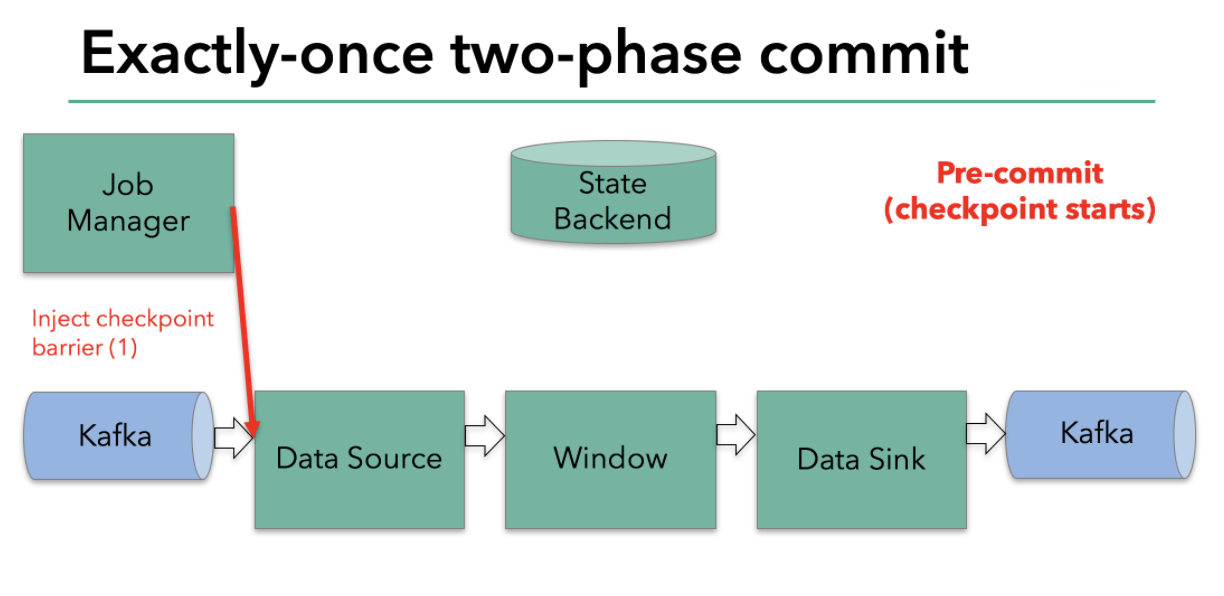 Exactly-once two-phase commit
Job
Manager
State
Backend
Pre-commit
(checkpoint starts)
Inject checkpoint
barrier (1)
Kafka
Data Source
Window
Data Sink
Kafka